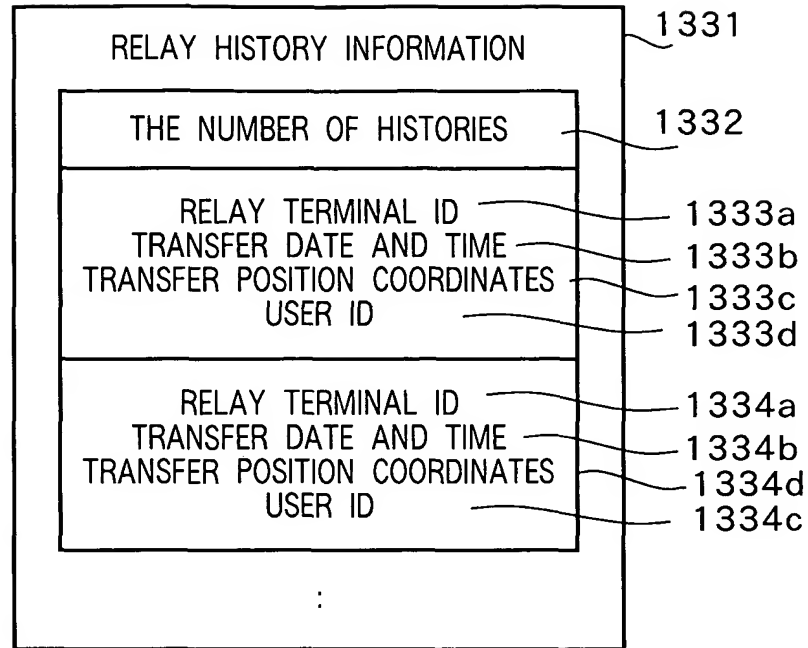 RELAY HISTORY INFORMATION 1331
THE NUMBER OF HISTORIES 1332
RELAY TERMINAL ID 1333a
TRANSFER DATE AND TIME 1333b
TRANSFER POSITION COORDINATES 1333c
USER ID 1333d
RELAY TERMINAL ID 1334a
TRANSFER DATE AND TIME 1334b
TRANSFER POSITION COORDINATES 1334d
USER ID 1334c
: